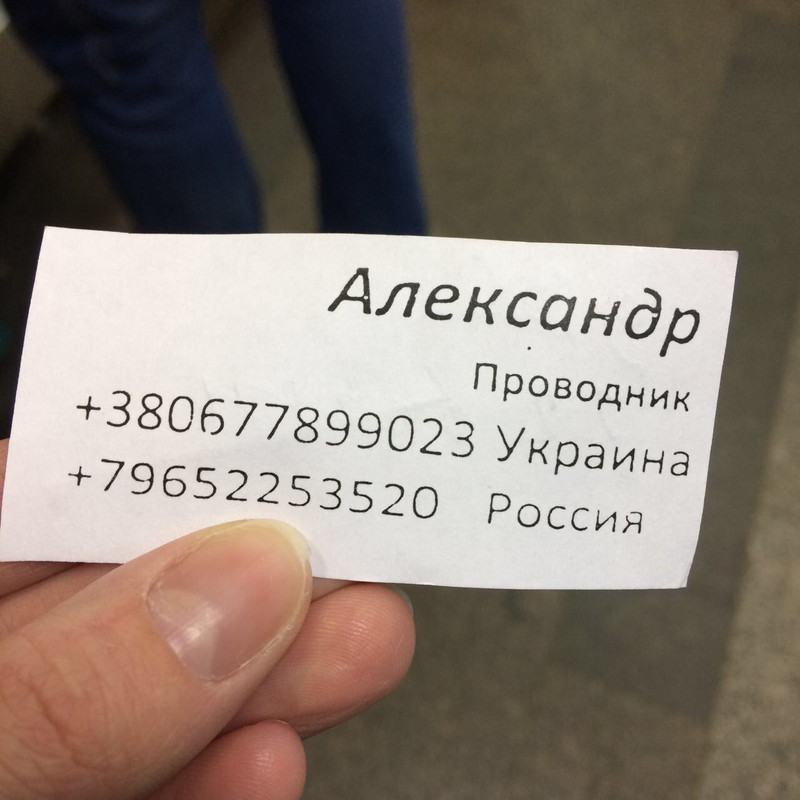 Александр
Проводник
+380677899023 Украина
+79652253520 Россия